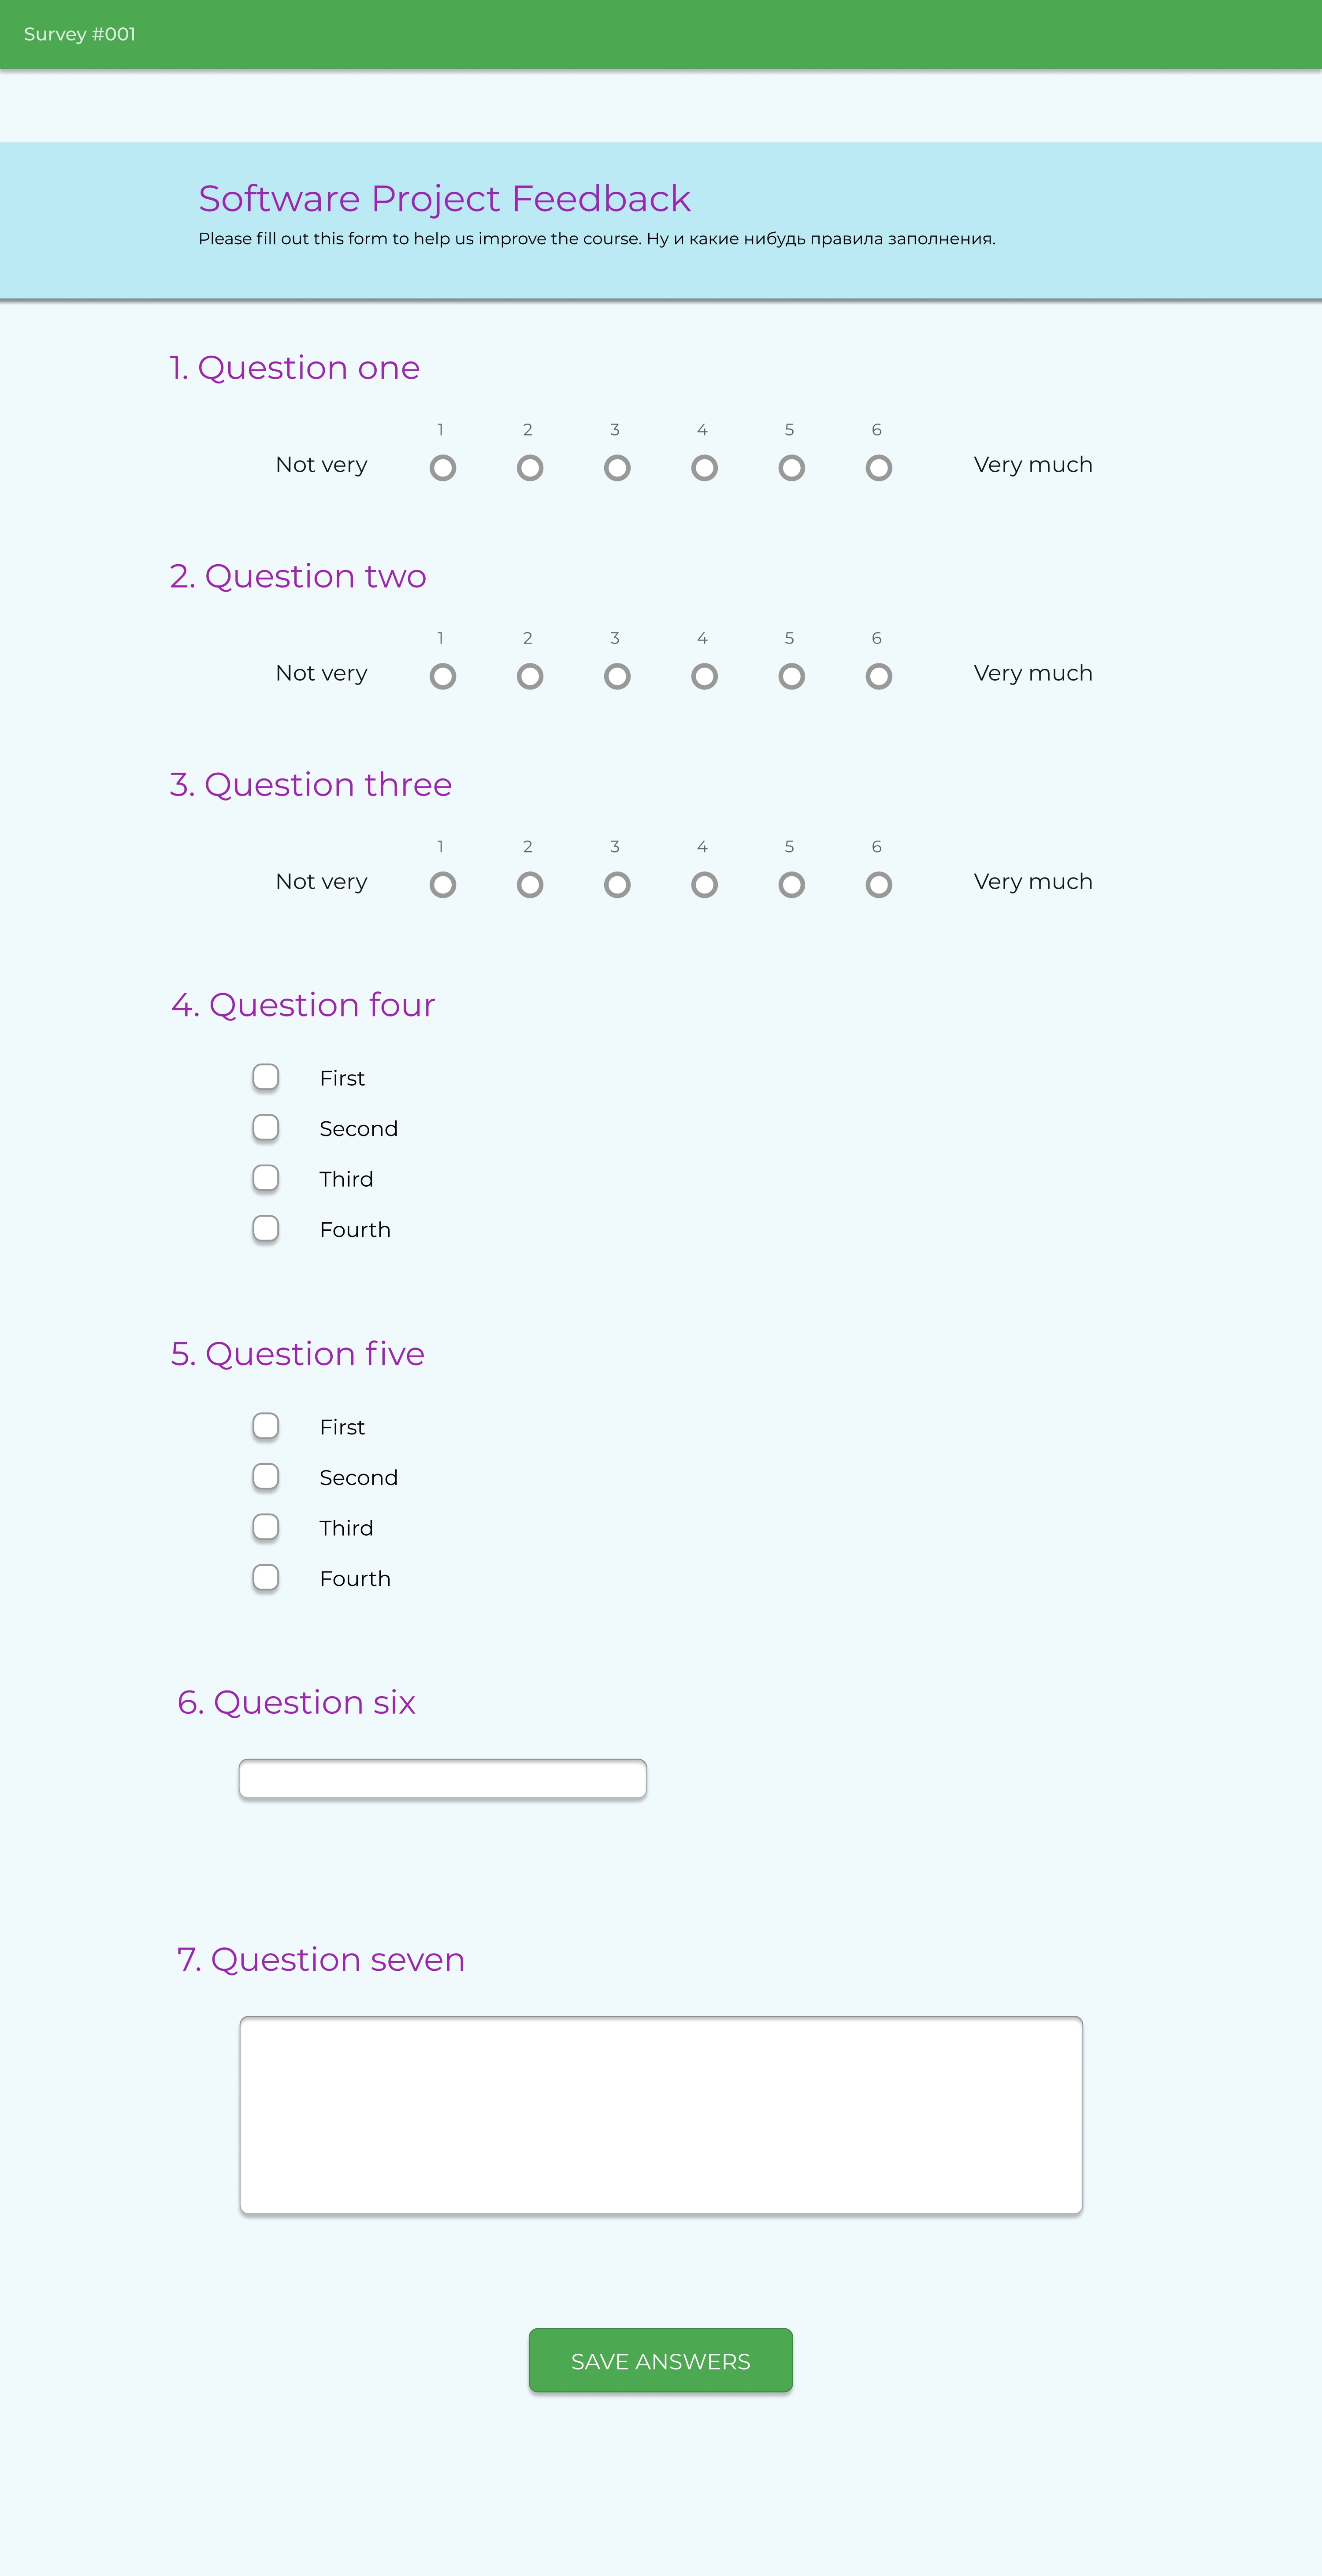 Survey #001
Software Project Feedback
Please fill out this form to help us improve the course. Ну и какие нибудь правила заполнения.
1. Question one
1 2 3 4 5 6
Not very Very much
2. Question two
1 2 3 4 5 6
Not very Very much
3. Question three
1 2 3 4 5 6
Not very Very much
4. Question four
First
Second
Third
Fourth
5. Question five
First
Second
Third
Fourth
6. Question six
7. Question seven
SAVE ANSWERS